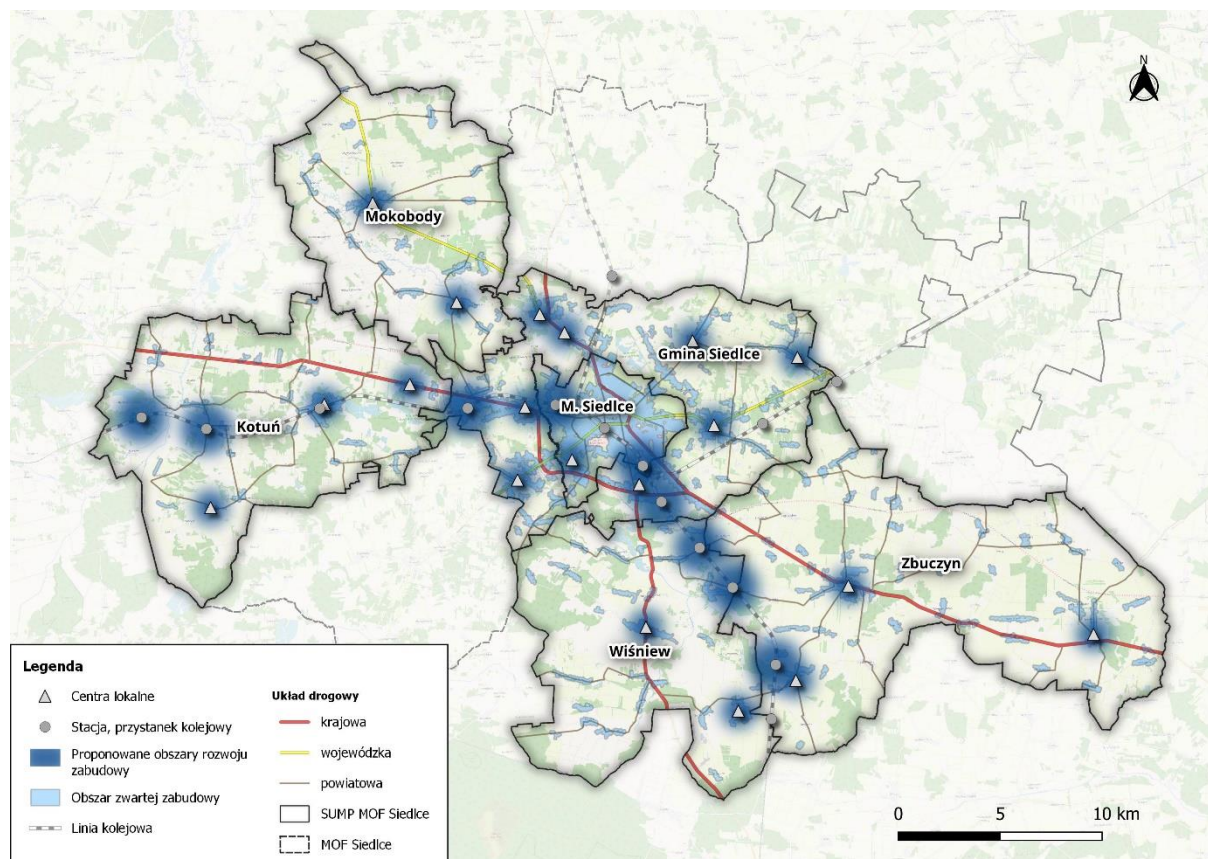 N
Mokobody
Gmina Siedlce
M. Siedlce
Kotuń
Zbuczyn
Wiśniew
Legenda
Centra lokalne
Stacja, przystanek kolejowy
Proponowane obszary rozwoju
zabudowy
Obszar zwartej zabudowy
Linia kolejowa
Układ drogowy
krajowa
wojewódzka
powiatowa
SUMP MOF Siedlce
MOF Siedlce
0 5 10 km